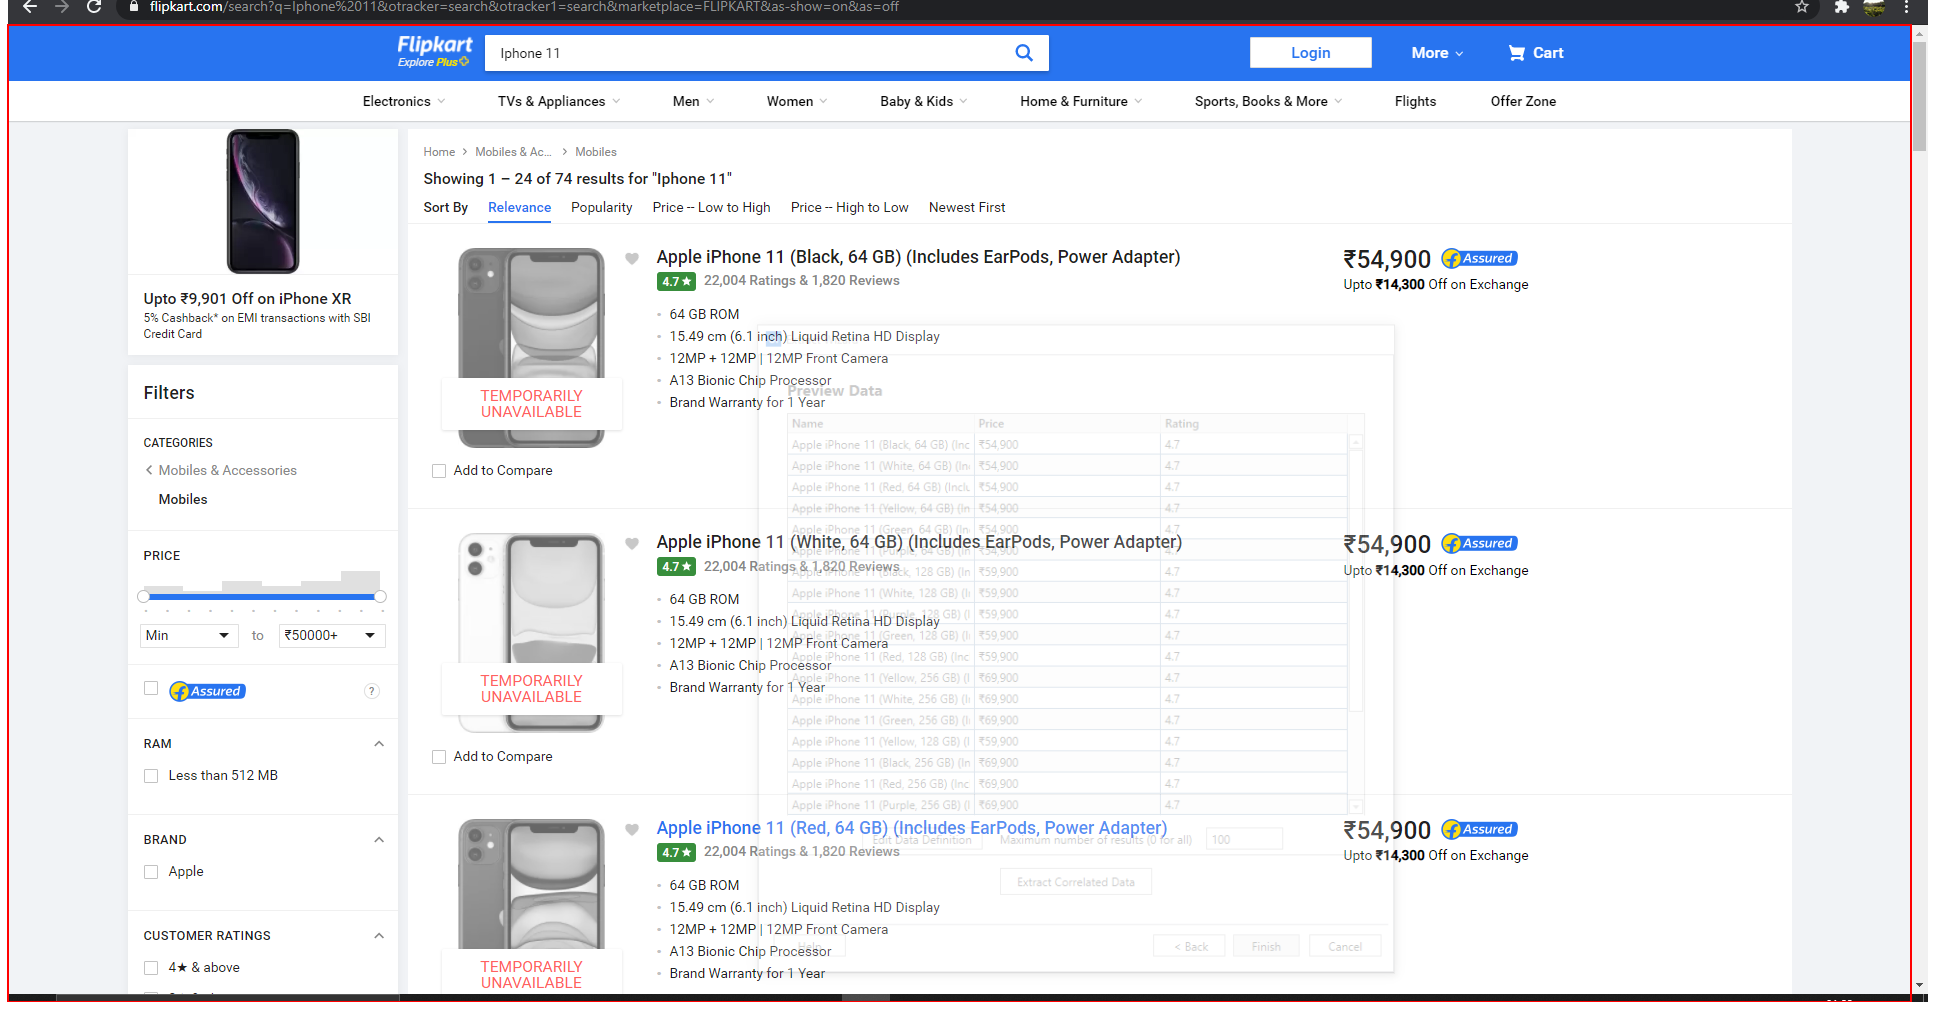 flipkart.com/search?q=Iphone%2011&otracker=search&otracker1=search&marketplace=FLIPKART&as-show=on&as=off
Flipkart
Explore Plus
Iphone 11
Login
More
Cart
Electronics
TVs & Appliances
Men
Women
Baby & Kids
Home & Furniture
Sports, Books & More
Flights
Offer Zone
Upto ₹9,901 Off on iPhone XR
5% Cashback* on EMI transactions with SBI
Credit Card
Filters
CATEGORIES
Mobiles & Accessories
Mobiles
PRICE
Min
to
₹50000+
Assured
?
RAM
Less than 512 MB
BRAND
Apple
CUSTOMER RATINGS
4★ & above
Home > Mobiles & Ac... > Mobiles
Showing 1 – 24 of 74 results for "Iphone 11"
Sort By
Relevance
Popularity
Price -- Low to High
Price -- High to Low
Newest First
Apple iPhone 11 (Black, 64 GB) (Includes EarPods, Power Adapter)
4.7★ 22,004 Ratings & 1,820 Reviews
64 GB ROM
15.49 cm (6.1 inch) Liquid Retina HD Display
12MP + 12MP | 12MP Front Camera
A13 Bionic Chip Processor
Brand Warranty for 1 Year
TEMPORARILY
UNAVAILABLE
Add to Compare
₹54,900
Assured
Upto ₹14,300 Off on Exchange
Apple iPhone 11 (White, 64 GB) (Includes EarPods, Power Adapter)
4.7★ 22,004 Ratings & 1,820 Reviews
64 GB ROM
15.49 cm (6.1 inch) Liquid Retina HD Display
12MP + 12MP | 12MP Front Camera
A13 Bionic Chip Processor
Brand Warranty for 1 Year
TEMPORARILY
UNAVAILABLE
Add to Compare
₹54,900
Assured
Upto ₹14,300 Off on Exchange
Apple iPhone 11 (Red, 64 GB) (Includes EarPods, Power Adapter)
4.7★ 22,004 Ratings & 1,820 Reviews
64 GB ROM
15.49 cm (6.1 inch) Liquid Retina HD Display
12MP + 12MP | 12MP Front Camera
A13 Bionic Chip Processor
Brand Warranty for 1 Year
TEMPORARILY
UNAVAILABLE
₹54,900
Assured
Upto ₹14,300 Off on Exchange
Preview Data
Name Price Rating
Apple iPhone 11 (Black, 64 GB) (Inc ₹54,900 4.7
Apple iPhone 11 (White, 64 GB) (In ₹54,900 4.7
Apple iPhone 11 (Red, 64 GB) (Inclu ₹54,900 4.7
Apple iPhone 11 (Yellow, 64 GB) (In ₹54,900 4.7
Apple iPhone 11 (Green, 64 GB) (In ₹54,900 4.7
Apple iPhone 11 (Purple, 64 GB) (In ₹54,900 4.7
Apple iPhone 11 (Black, 128 GB) (In ₹59,900 4.7
Apple iPhone 11 (White, 128 GB) (In ₹59,900 4.7
Apple iPhone 11 (Purple, 128 GB) (I ₹59,900 4.7
Apple iPhone 11 (Green, 128 GB) (I ₹59,900 4.7
Apple iPhone 11 (Red, 128 GB) (Inc ₹59,900 4.7
Apple iPhone 11 (Yellow, 256 GB) (I ₹69,900 4.7
Apple iPhone 11 (White, 256 GB) (I ₹69,900 4.7
Apple iPhone 11 (Green, 256 GB) (I ₹69,900 4.7
Apple iPhone 11 (Yellow, 128 GB) (I ₹59,900 4.7
Apple iPhone 11 (Black, 256 GB) (In ₹69,900 4.7
Apple iPhone 11 (Red, 256 GB) (Inc ₹69,900 4.7
Apple iPhone 11 (Purple, 256 GB) (I ₹69,900 4.7
Edit Data Definition
Maximum number of results (0 for all)
100
Extract Correlated Data
Help
< Back
Finish
Cancel